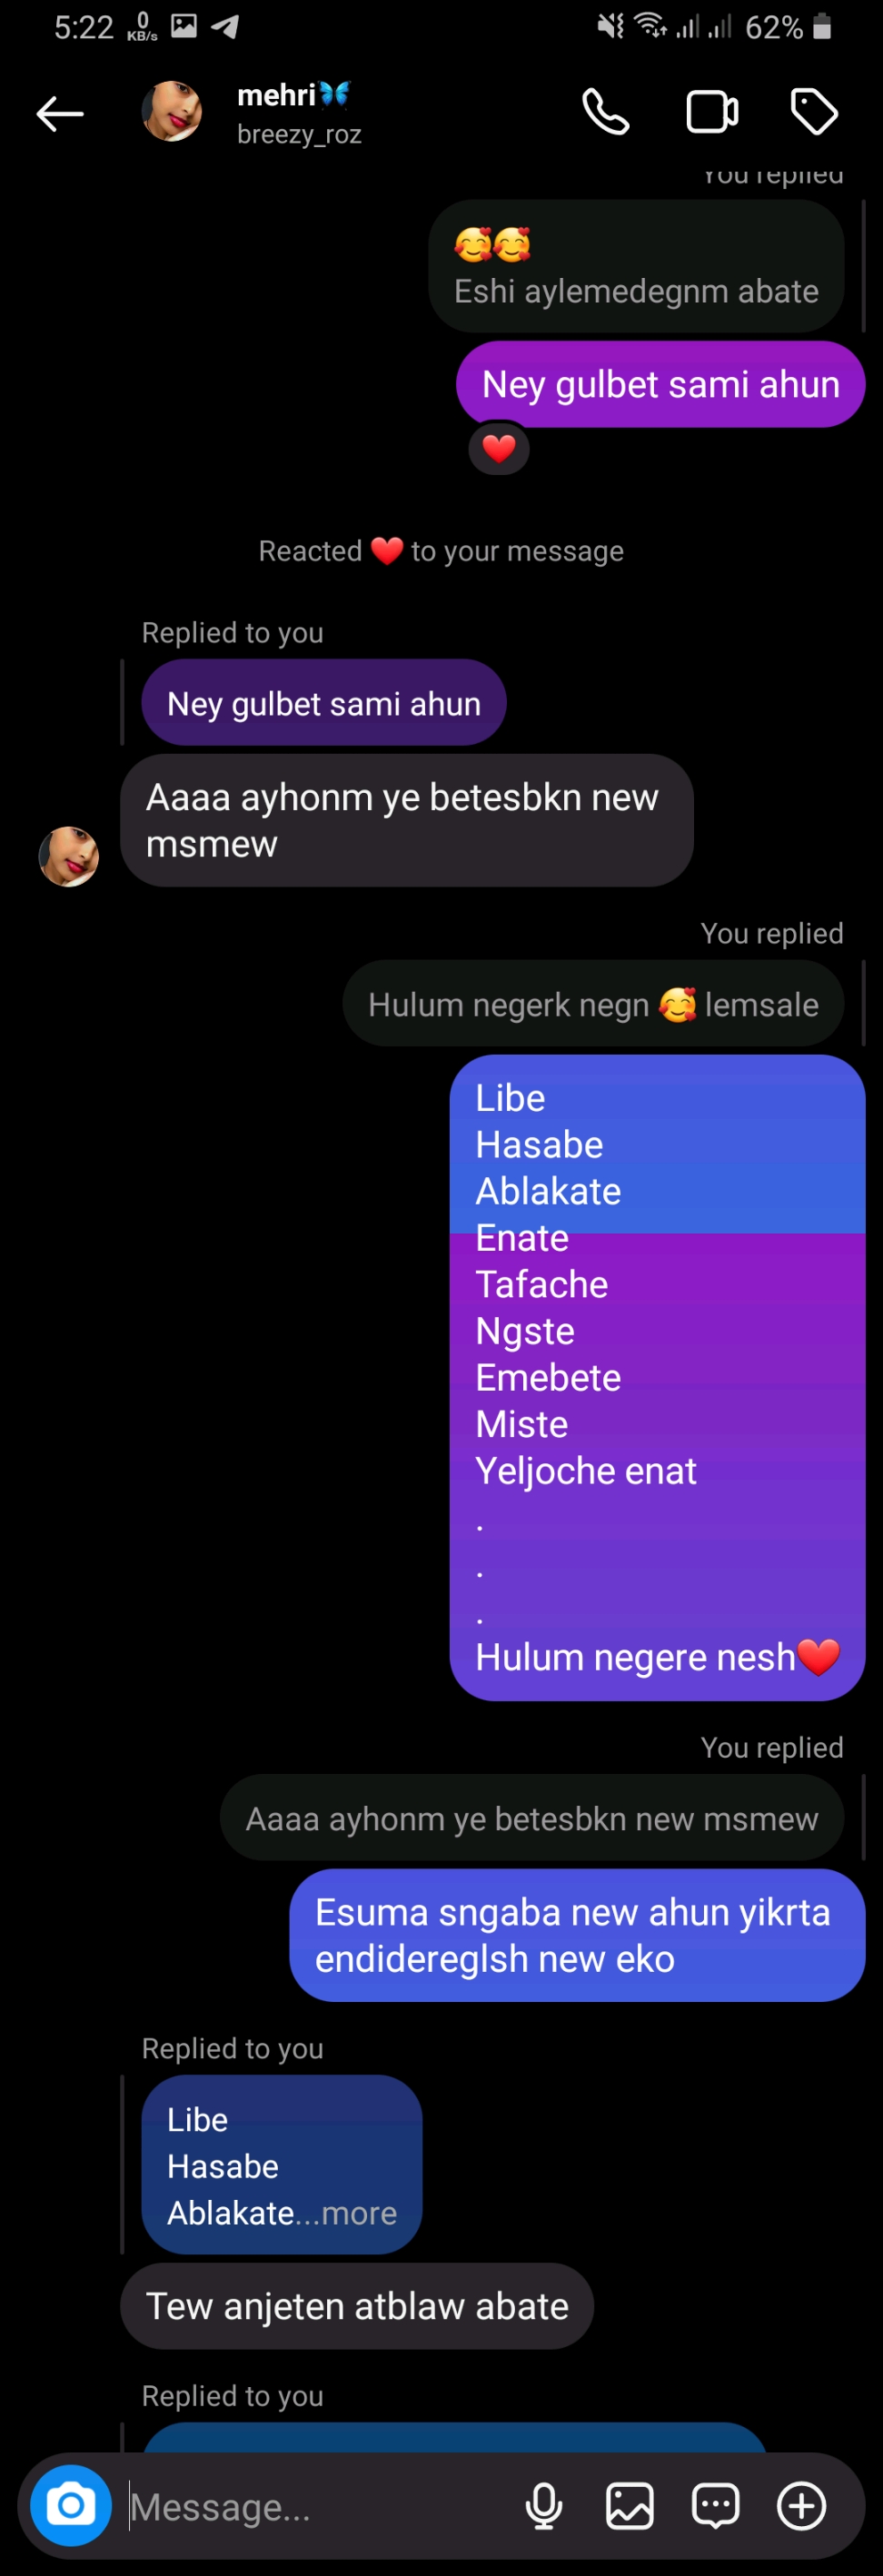 5:22 0 KB/s 62%
mehri🦋
breezy_roz
You replied
🥰🥰
Eshi aylemedegnm abate
Ney gulbet sami ahun
❤️
Reacted ❤️ to your message
Replied to you
Ney gulbet sami ahun
Aaaa ayhonm ye betesbkn new
msmew
You replied
Hulum negerk negn 🥰 lemsale
Libe
Hasabe
Ablakate
Enate
Tafache
Ngste
Emebete
Miste
Yeljoche enat
.
.
.
Hulum negere nesh❤️
You replied
Aaaa ayhonm ye betesbkn new msmew
Esuma sngaba new ahun yikrta
endidereglsh new eko
Replied to you
Libe
Hasabe
Ablakate...more
Tew anjeten atblaw abate
Replied to you
Message...